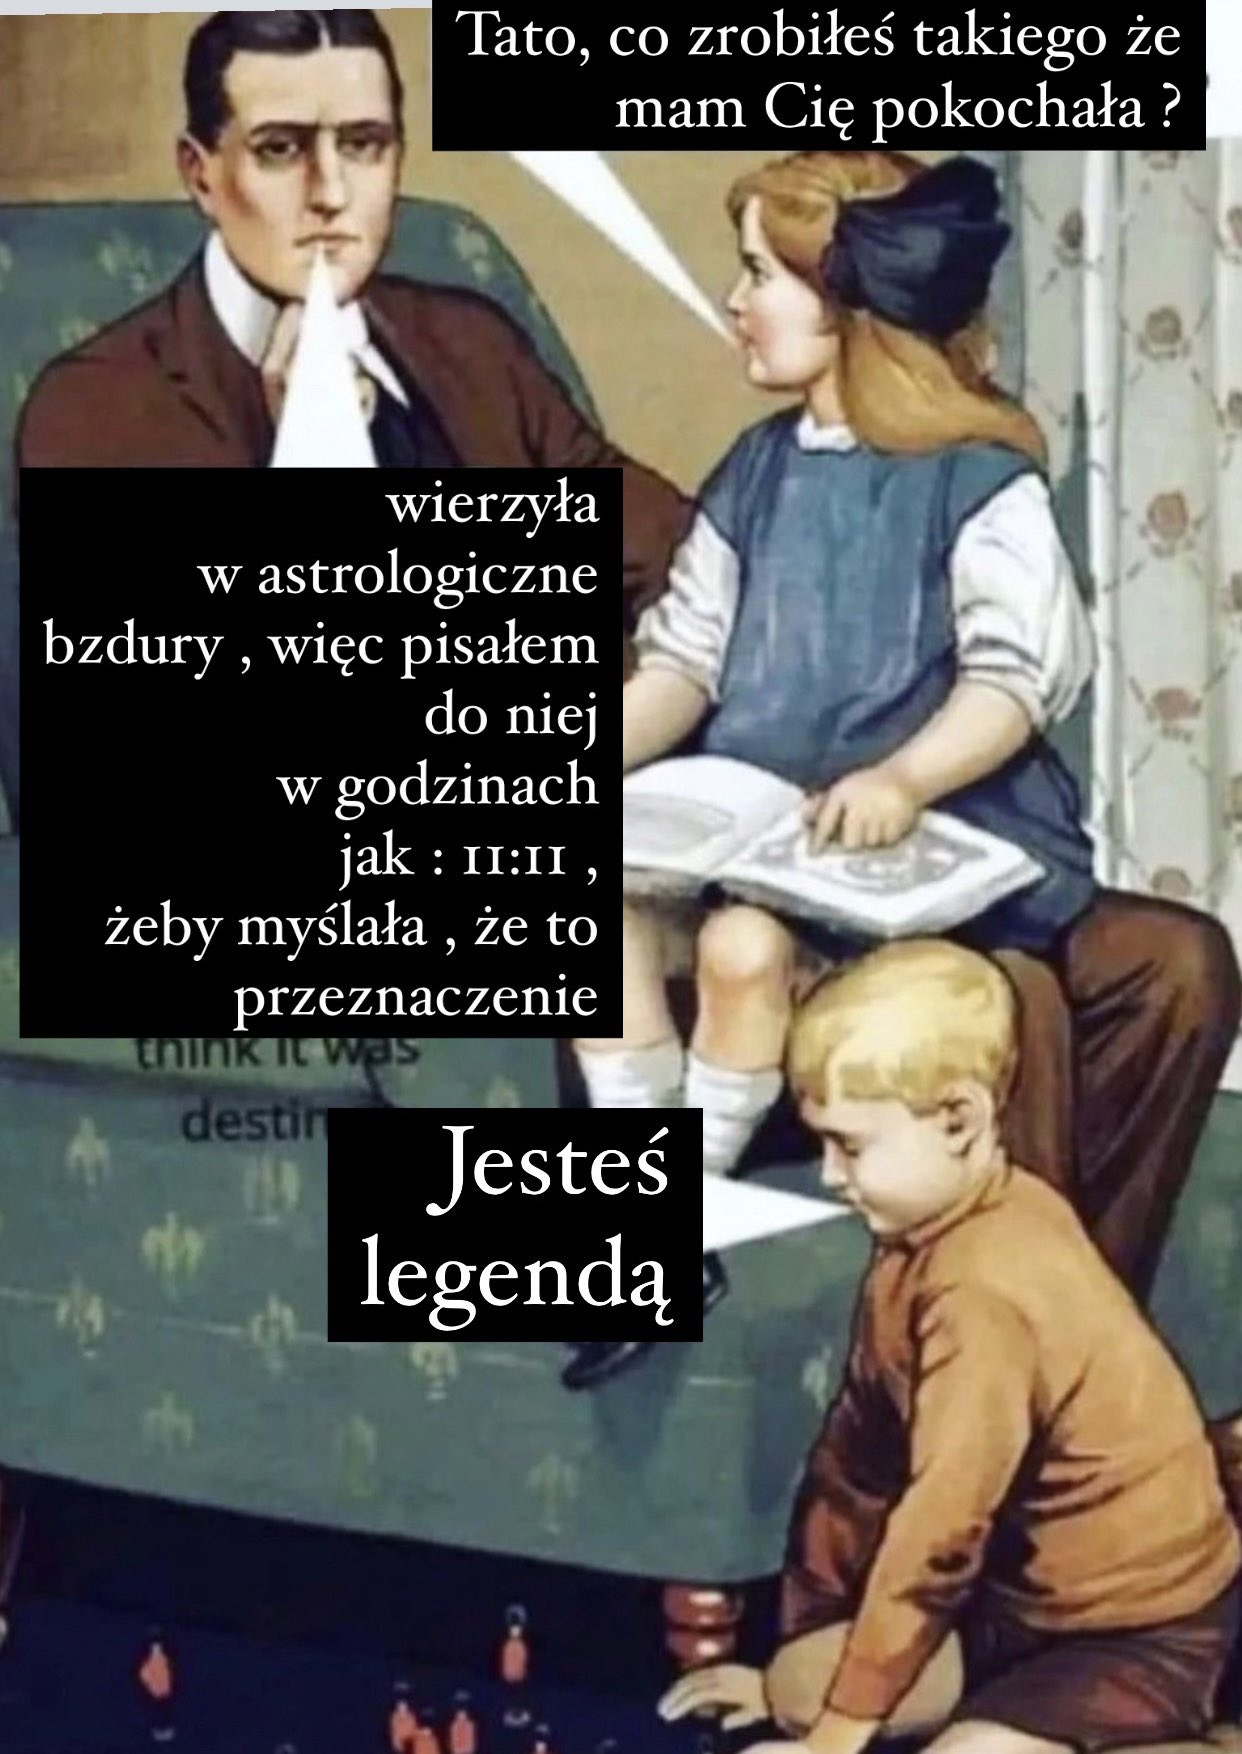 Tato, co zrobiłeś takiego że
mam Cię pokochała ?
wierzyła
w astrologiczne
bzdury , więc pisałem
do niej
w godzinach
jak : 11:11 ,
żeby myślała , że to
przeznaczenie
think it was
destin
Jesteś
legendą